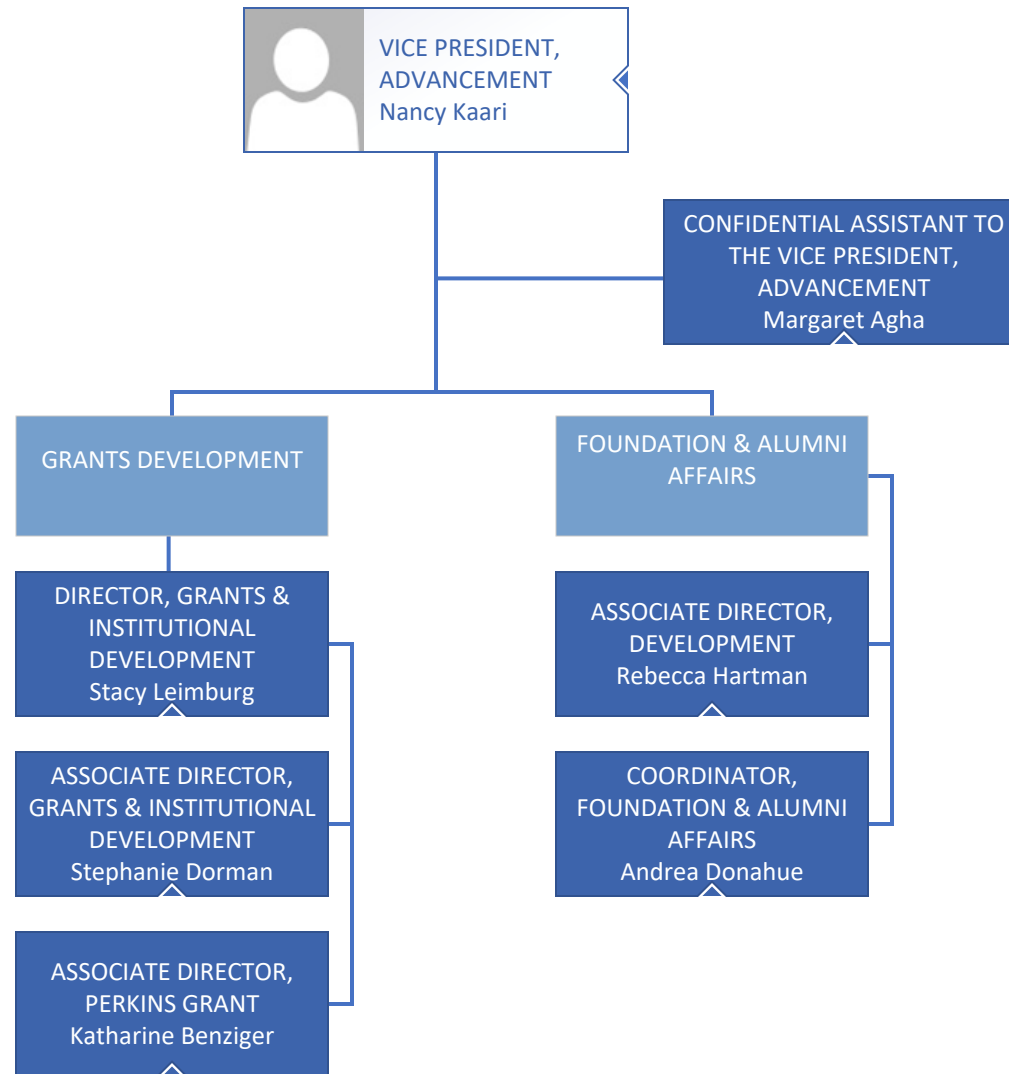 VICE PRESIDENT,
ADVANCEMENT
Nancy Kaari
CONFIDENTIAL ASSISTANT TO
THE VICE PRESIDENT,
ADVANCEMENT
Margaret Agha
GRANTS DEVELOPMENT
FOUNDATION & ALUMNI
AFFAIRS
DIRECTOR, GRANTS &
INSTITUTIONAL
DEVELOPMENT
Stacy Leimburg
ASSOCIATE DIRECTOR,
DEVELOPMENT
Rebecca Hartman
ASSOCIATE DIRECTOR,
GRANTS & INSTITUTIONAL
DEVELOPMENT
Stephanie Dorman
COORDINATOR,
FOUNDATION & ALUMNI
AFFAIRS
Andrea Donahue
ASSOCIATE DIRECTOR,
PERKINS GRANT
Katharine Benziger